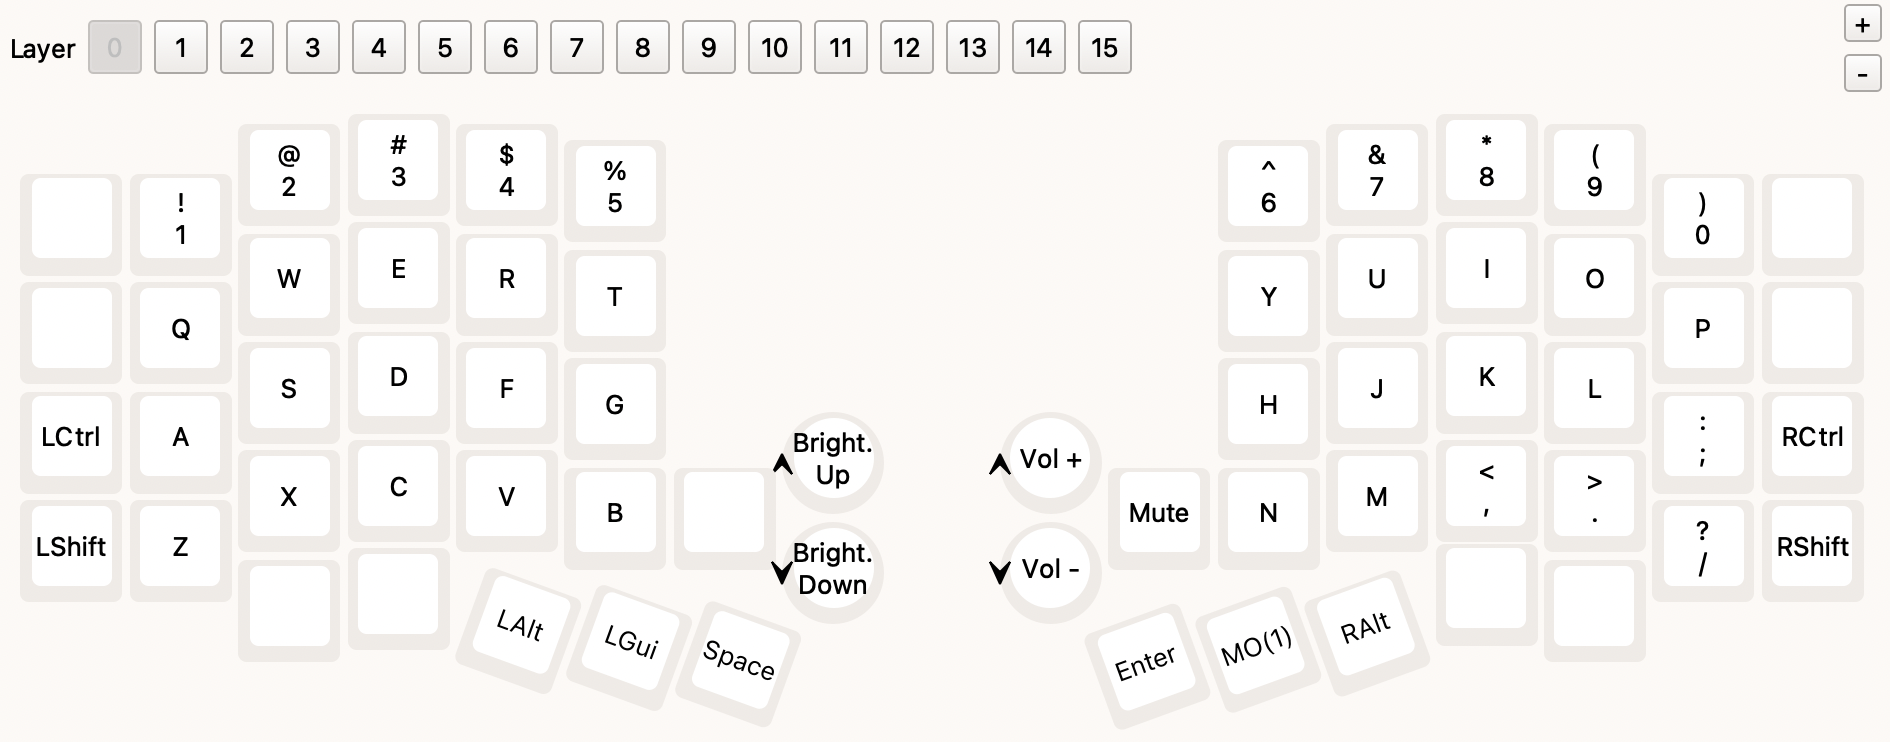 Layer 0 1 2 3 4 5 6 7 8 9 10 11 12 13 14 15
+
-
! 1
@ 2
# 3
$ 4
% 5
^ 6
& 7
* 8
( 9
) 0
Q W E R T
Y U I O P
LCtrl A S D F G
H J K L : ; RCtrl
LShift Z X C V B
Bright. Up
Bright. Down
Vol +
Vol -
Mute N M < , > . ? / RShift
LAlt LGui Space
Enter MO(1) RAlt